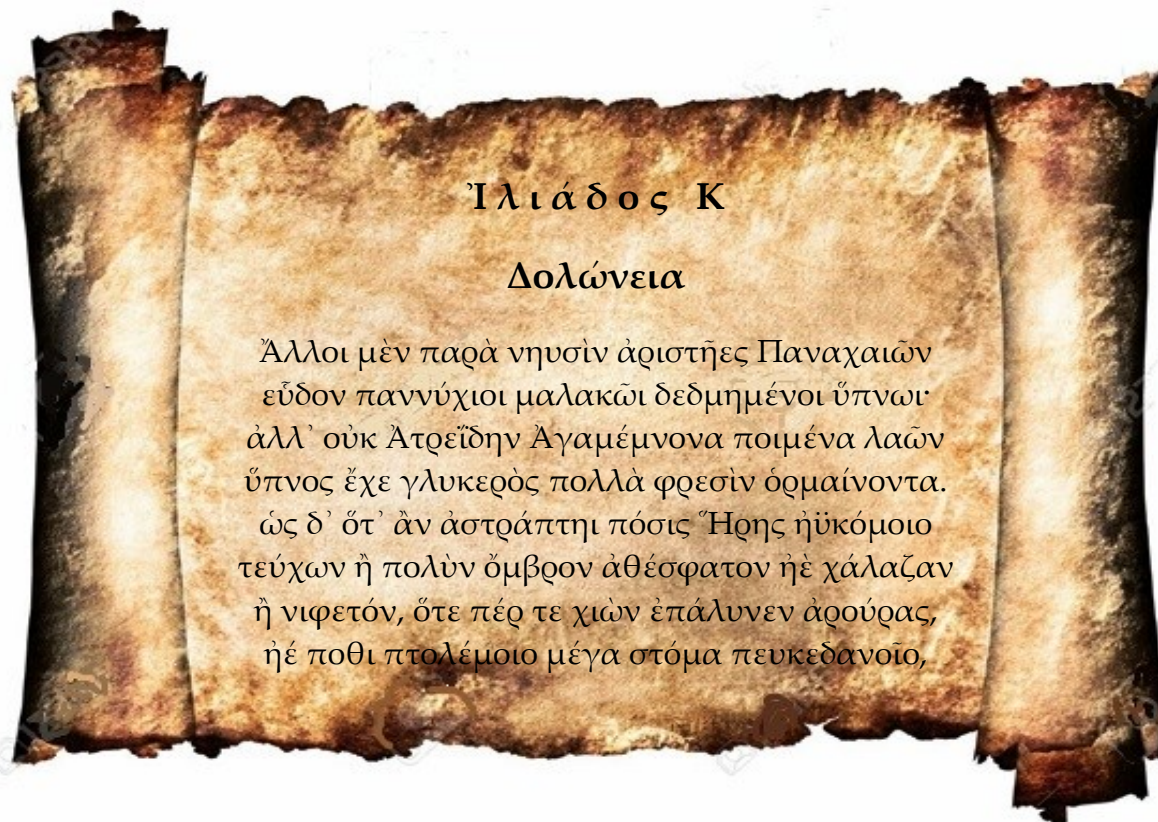 Ἰλιάδος Κ
Δολώνεια
Ἄλλοι μὲν παρὰ νηυσὶν ἀριστῆες Παναχαιῶν
εὗδον παννύχιοι μαλακῶι δεδμημένοι ὕπνωι·
ἀλλ᾽ οὐκ Ἀτρεΐδην Ἀγαμέμνονα ποιμένα λαῶν
ὕπνος ἔχε γλυκερὸς πολλὰ φρεσὶν ὁρμαίνοντα.
ὡς δ᾽ ὅτ᾽ ἂν ἀστράπτηι πόσις Ἥρης ἠϋκόμοιο
τεύχων ἢ πολὺν ὄμβρον ἀθέσφατον ἠὲ χάλαζαν
ἢ νιφετόν, ὅτε πέρ τε χιὼν ἐπάλυνεν ἀρούρας,
ἠέ ποθι πτολέμοιο μέγα στόμα πευκεδανοῖο,